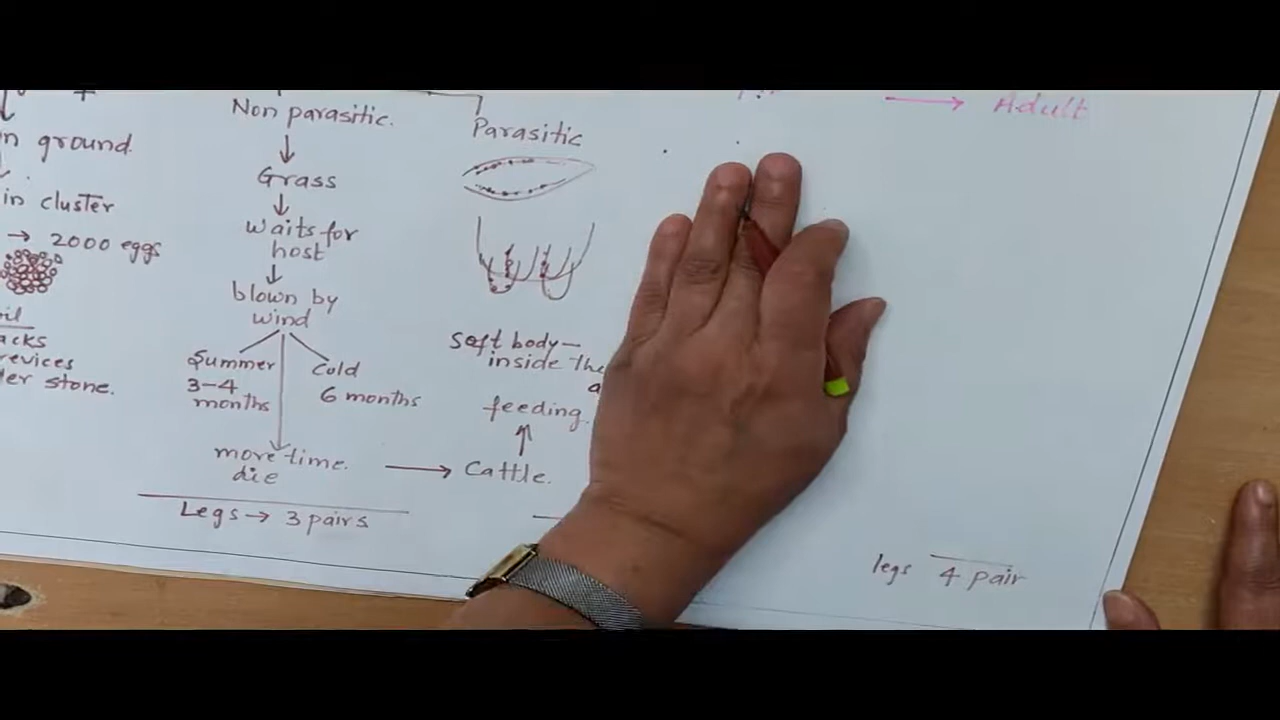 n ground.
in cluster
→ 2000 eggs
oil
acks
revices
der stone.
Non parasitic.
↓
Grass
↓
waits for
host
↓
blown by
wind
Summer
3-4
months
Cold
6 months
more time.
die
→ Cattle.
Legs → 3 pairs
Parasitic
Soft body-
inside the
a
feeding.
↑
→ Adult
legs 4 pair